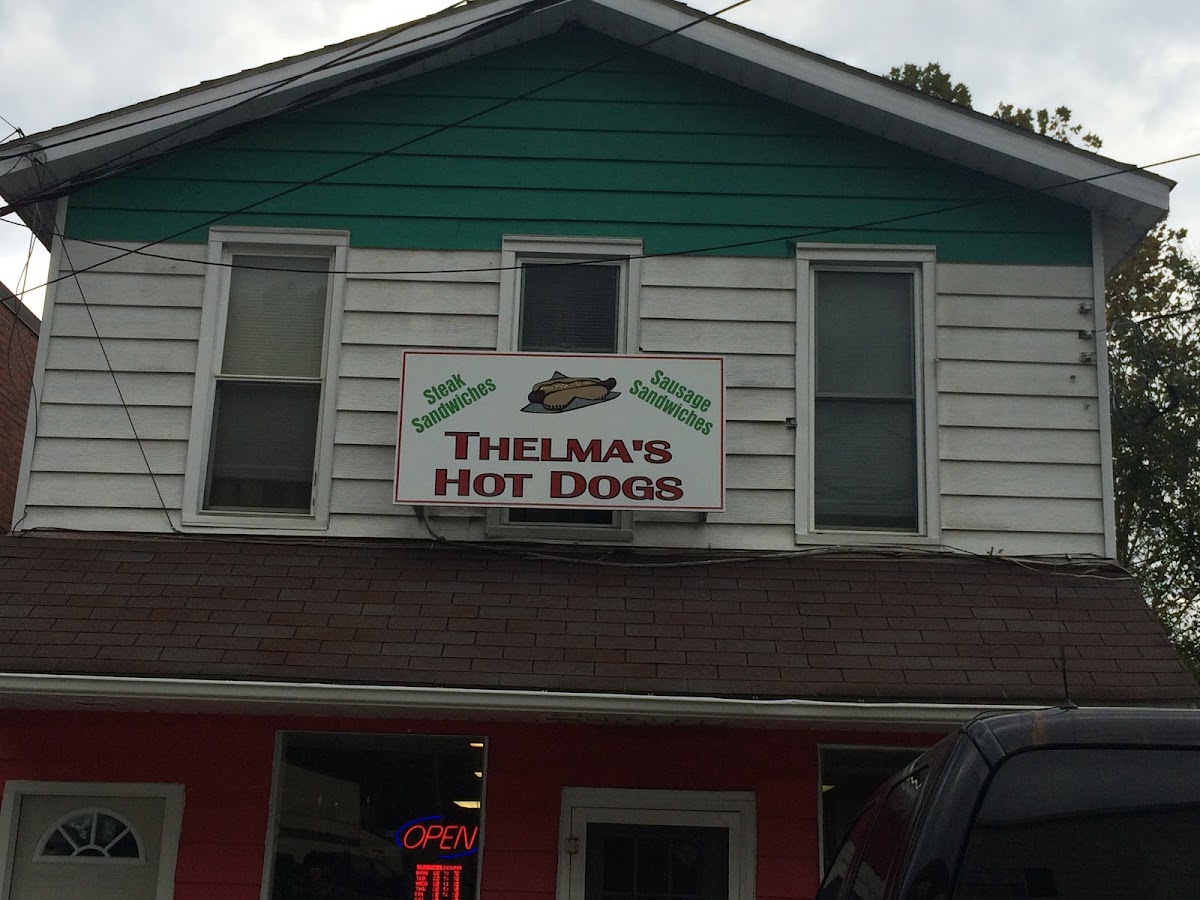 Steak
Sandwiches
Sausage
Sandwiches
THELMA'S
HOT DOGS
OPEN